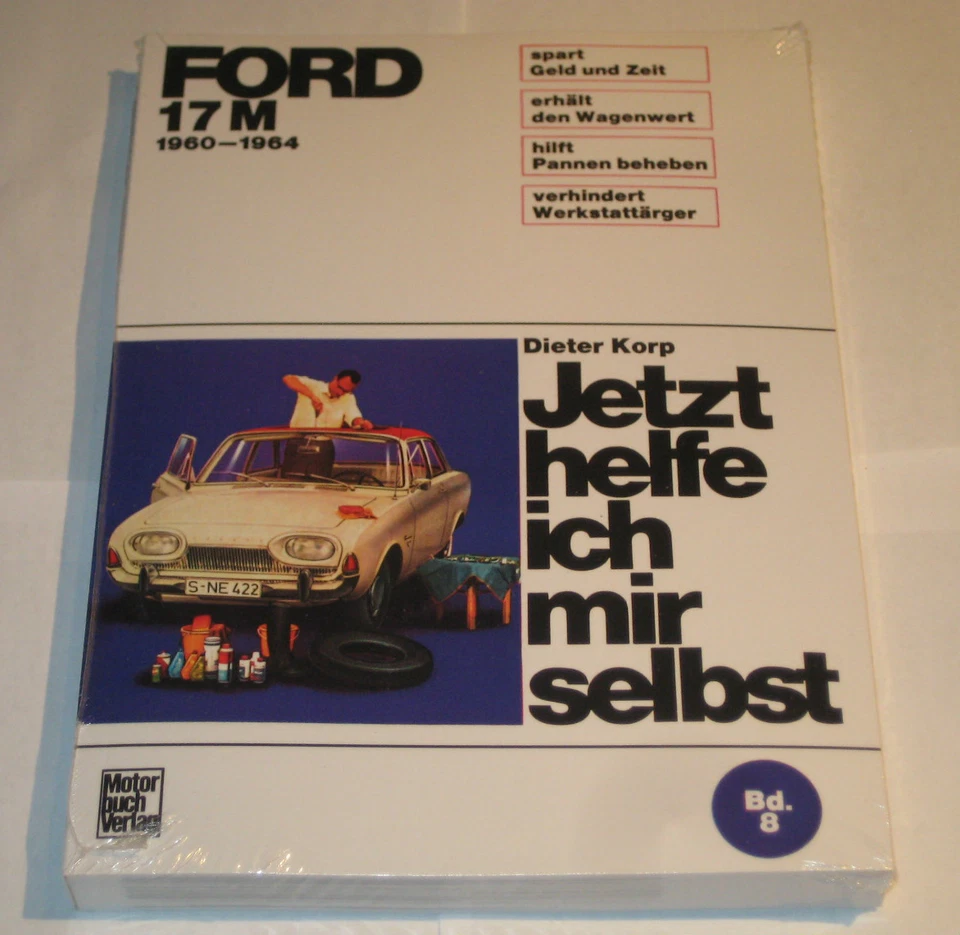 FORD
17 M
1960–1964
spart
Geld und Zeit
erhält
den Wagenwert
hilft
Pannen beheben
verhindert
Werkstattärger
Dieter Korp
Jetzt
helfe
ich
mir
selbst
S-NE 422
Motor
buch
Verlag
Bd.
8